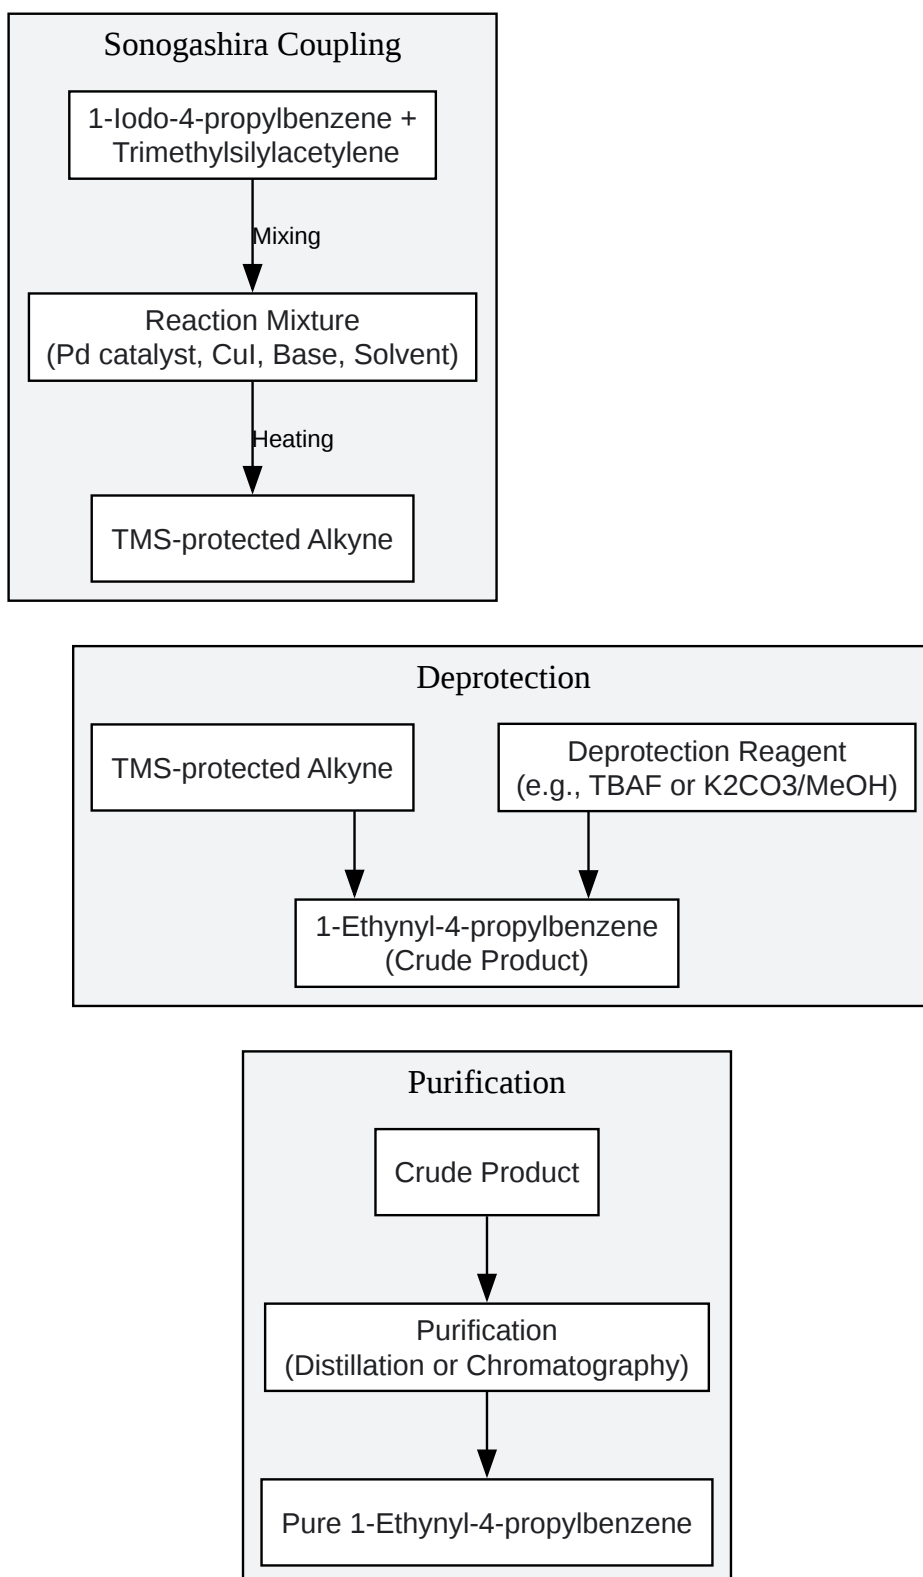 Sonogashira Coupling
1-Iodo-4-propylbenzene +
Trimethylsilylacetylene
Mixing
Reaction Mixture
(Pd catalyst, CuI, Base, Solvent)
Heating
TMS-protected Alkyne
Deprotection
TMS-protected Alkyne
Deprotection Reagent
(e.g., TBAF or K2CO3/MeOH)
1-Ethynyl-4-propylbenzene
(Crude Product)
Purification
Crude Product
Purification
(Distillation or Chromatography)
Pure 1-Ethynyl-4-propylbenzene